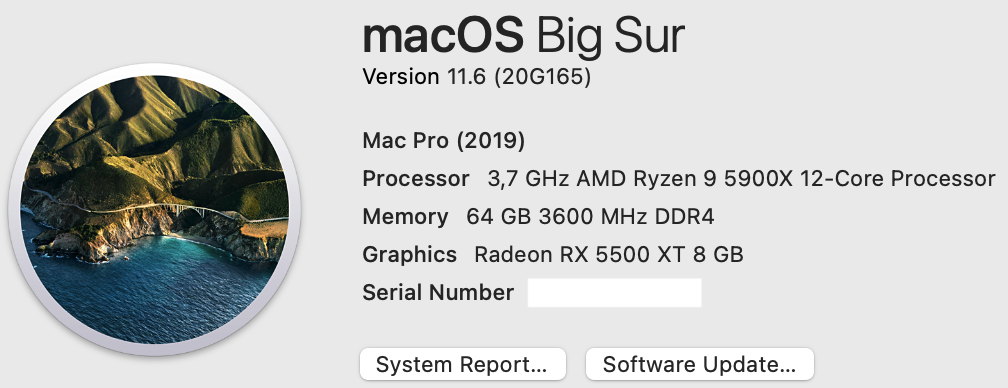 macOS Big Sur
Version 11.6 (20G165)
Mac Pro (2019)
Processor 3,7 GHz AMD Ryzen 9 5900X 12-Core Processor
Memory 64 GB 3600 MHz DDR4
Graphics Radeon RX 5500 XT 8 GB
Serial Number
System Report... Software Update...